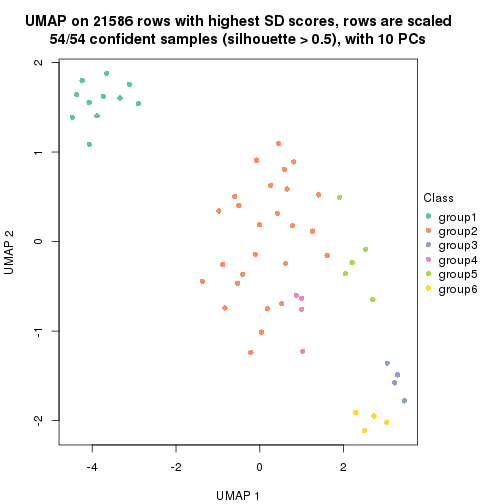 UMAP on 21586 rows with highest SD scores, rows are scaled
54/54 confident samples (silhouette > 0.5), with 10 PCs
2
1
0
-1
-2
UMAP 2
-4
-2
0
2
UMAP 1
Class
group1
group2
group3
group4
group5
group6